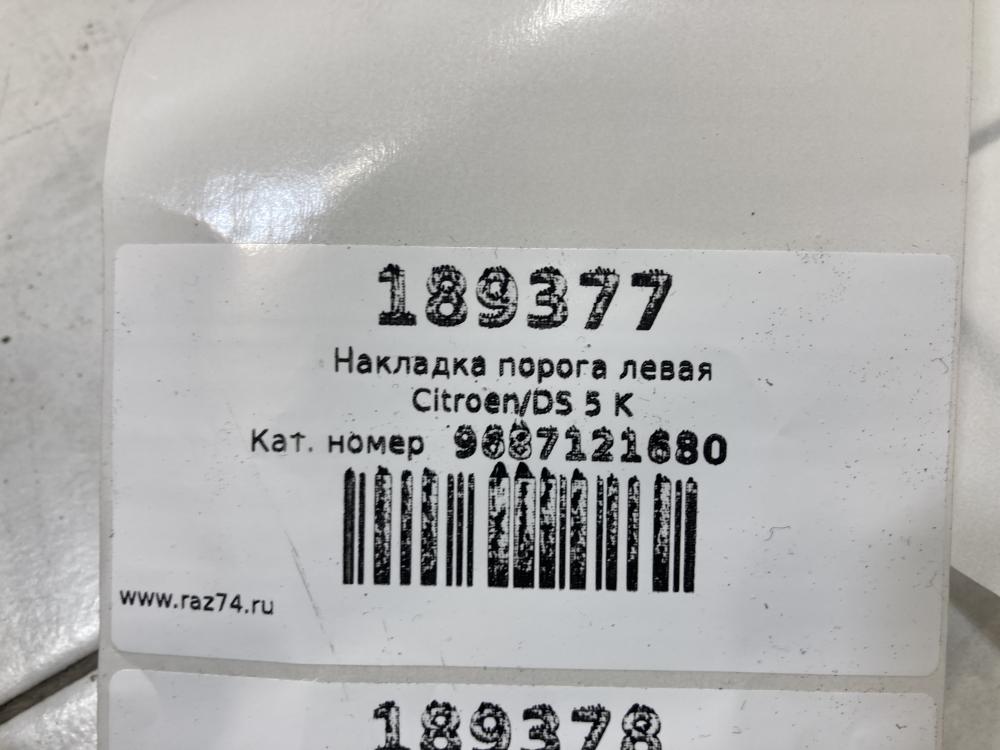 189377
Накладка порога левая
Citroen/DS 5 K
Кат. номер 9687121680
www.raz74.ru
189378